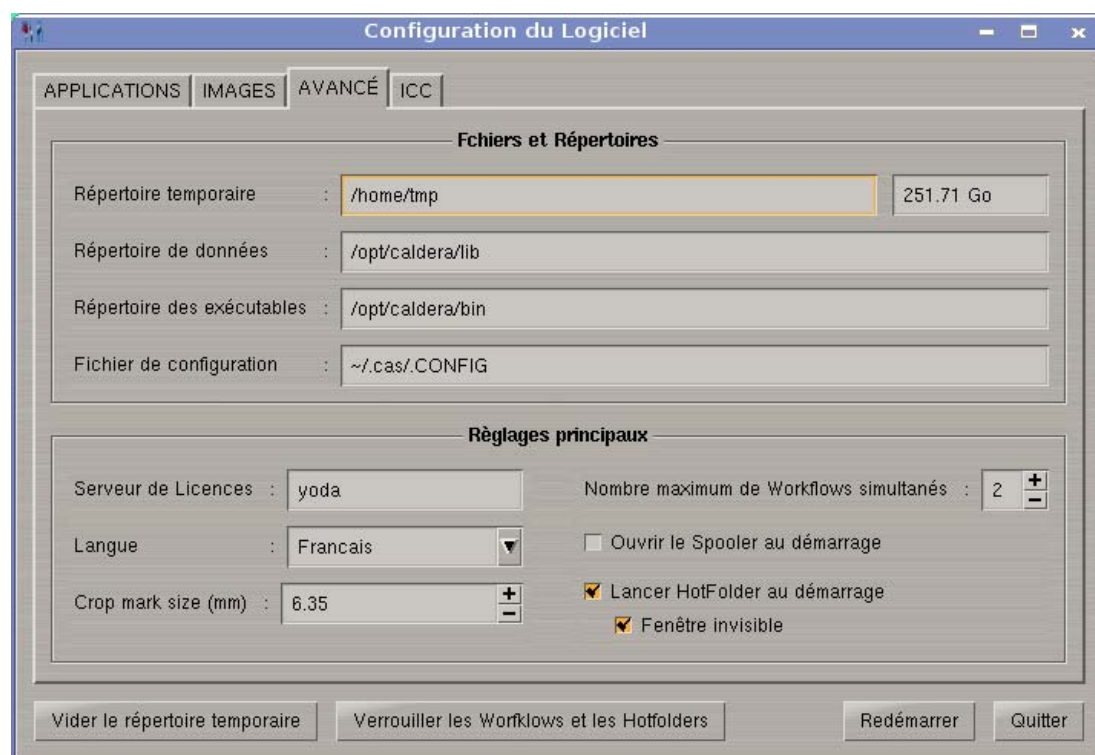 Configuration du Logiciel
APPLICATIONS IMAGES AVANCÉ ICC
Fchiers et Répertoires
Répertoire temporaire : /home/tmp 251.71 Go
Répertoire de données : /opt/caldera/lib
Répertoire des exécutables : /opt/caldera/bin
Fichier de configuration : ~/.cas/.CONFIG
Règlages principaux
Serveur de Licences : yoda Nombre maximum de Workflows simultanés : 2
Langue : Francais Ouvrir le Spooler au démarrage
Crop mark size (mm) : 6.35 Lancer HotFolder au démarrage
Fenêtre invisible
Vider le répertoire temporaire Verrouiller les Worfklows et les Hotfolders Redémarrer Quitter